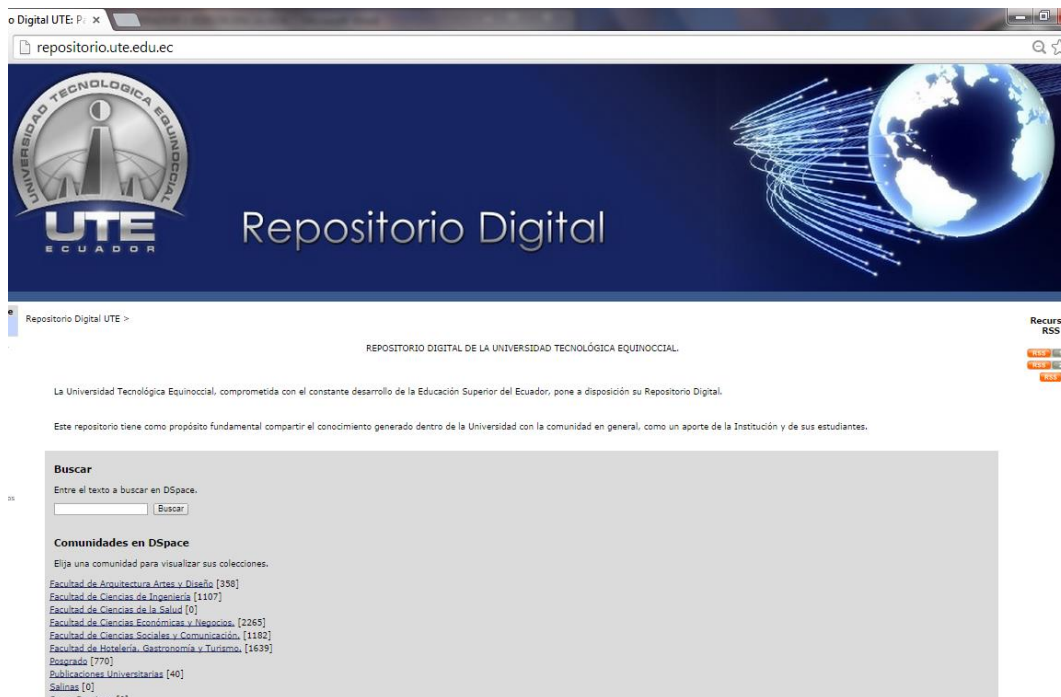 o Digital UTE: P
repositorio.ute.edu.ec
UNIVERSIDAD TECNOLOGICA EQUINOCCIAL
UTE
ECUADOR
Repositorio Digital
Repositorio Digital UTE >
Recurs
RSS
REPOSITORIO DIGITAL DE LA UNIVERSIDAD TECNOLÓGICA EQUINOCCIAL.
RSS
RSS
RSS
La Universidad Tecnológica Equinoccial, comprometida con el constante desarrollo de la Educación Superior del Ecuador, pone a disposición su Repositorio Digital.
Este repositorio tiene como propósito fundamental compartir el conocimiento generado dentro de la Universidad con la comunidad en general, como un aporte de la Institución y de sus estudiantes.
Buscar
Entre el texto a buscar en DSpace.
Buscar
Comunidades en DSpace
Elija una comunidad para visualizar sus colecciones.
Facultad de Arquitectura Artes y Diseño [358]
Facultad de Ciencias de Ingeniería [1107]
Facultad de Ciencias de la Salud [0]
Facultad de Ciencias Económicas y Negocios. [2265]
Facultad de Ciencias Sociales y Comunicación. [1182]
Facultad de Hotelería, Gastronomía y Turismo. [1639]
Posgrado [770]
Publicaciones Universitarias [40]
Salinas [0]